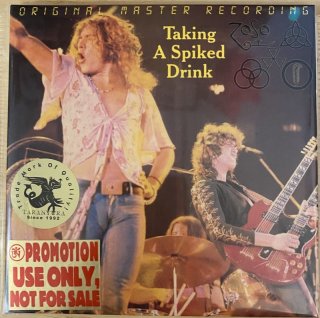 ORIGINAL MASTER RECORDING
Taking
A Spiked
Drink
Trade Mark Of Quality
TARANTURA
Since 1992
PROMOTION
USE ONLY,
NOT FOR SALE